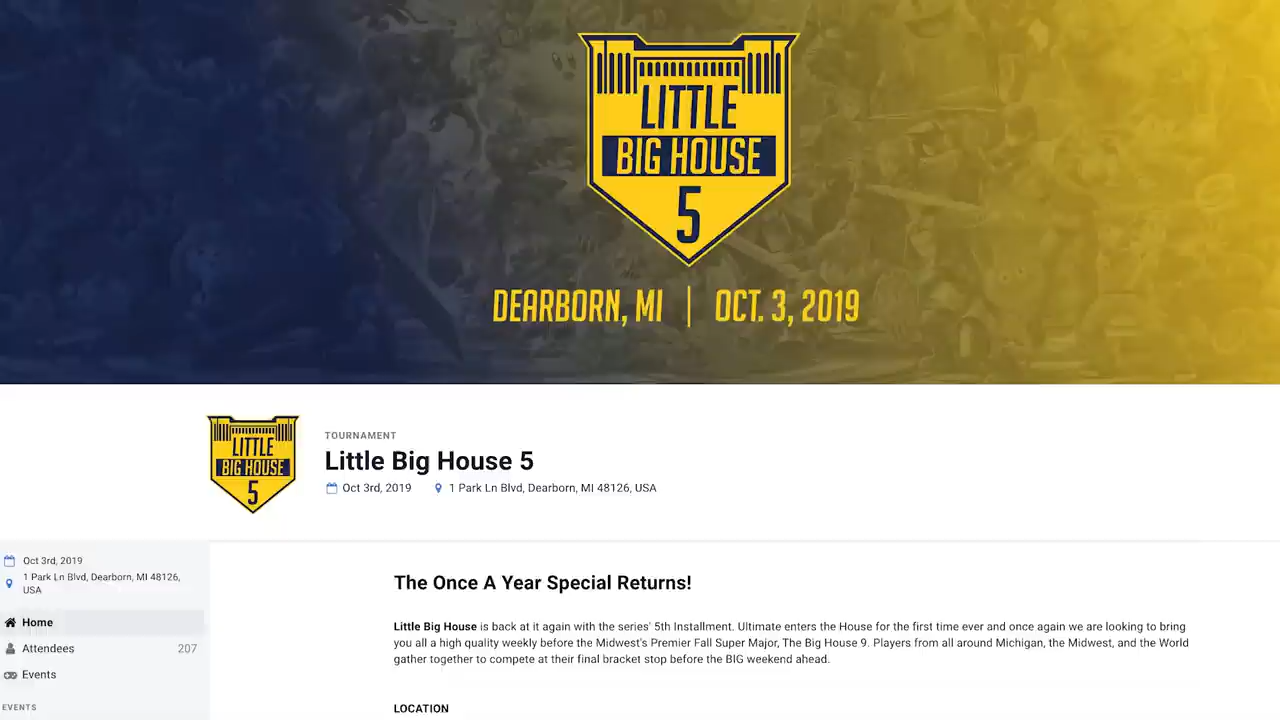 LITTLE
BIG HOUSE
5
DEARBORN, MI | OCT. 3, 2019
LITTLE
BIG HOUSE
5
TOURNAMENT
Little Big House 5
Oct 3rd, 2019 1 Park Ln Blvd, Dearborn, MI 48126, USA
Oct 3rd, 2019
1 Park Ln Blvd, Dearborn, MI 48126,
USA
Home
Attendees 207
Events
EVENTS
The Once A Year Special Returns!
Little Big House is back at it again with the series' 5th Installment. Ultimate enters the House for the first time ever and once again we are looking to bring
you all a high quality weekly before the Midwest's Premier Fall Super Major, The Big House 9. Players from all around Michigan, the Midwest, and the World
gather together to compete at their final bracket stop before the BIG weekend ahead.
LOCATION